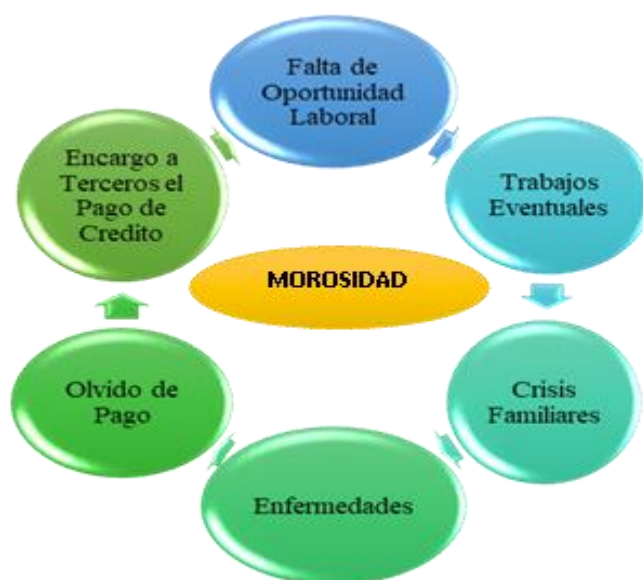 Falta de
Oportunidad
Laboral
Trabajos
Eventuales
Crisis
Familiares
Enfermedades
Olvido de
Pago
Encargo a
Terceros el
Pago de
Credito
MOROSIDAD